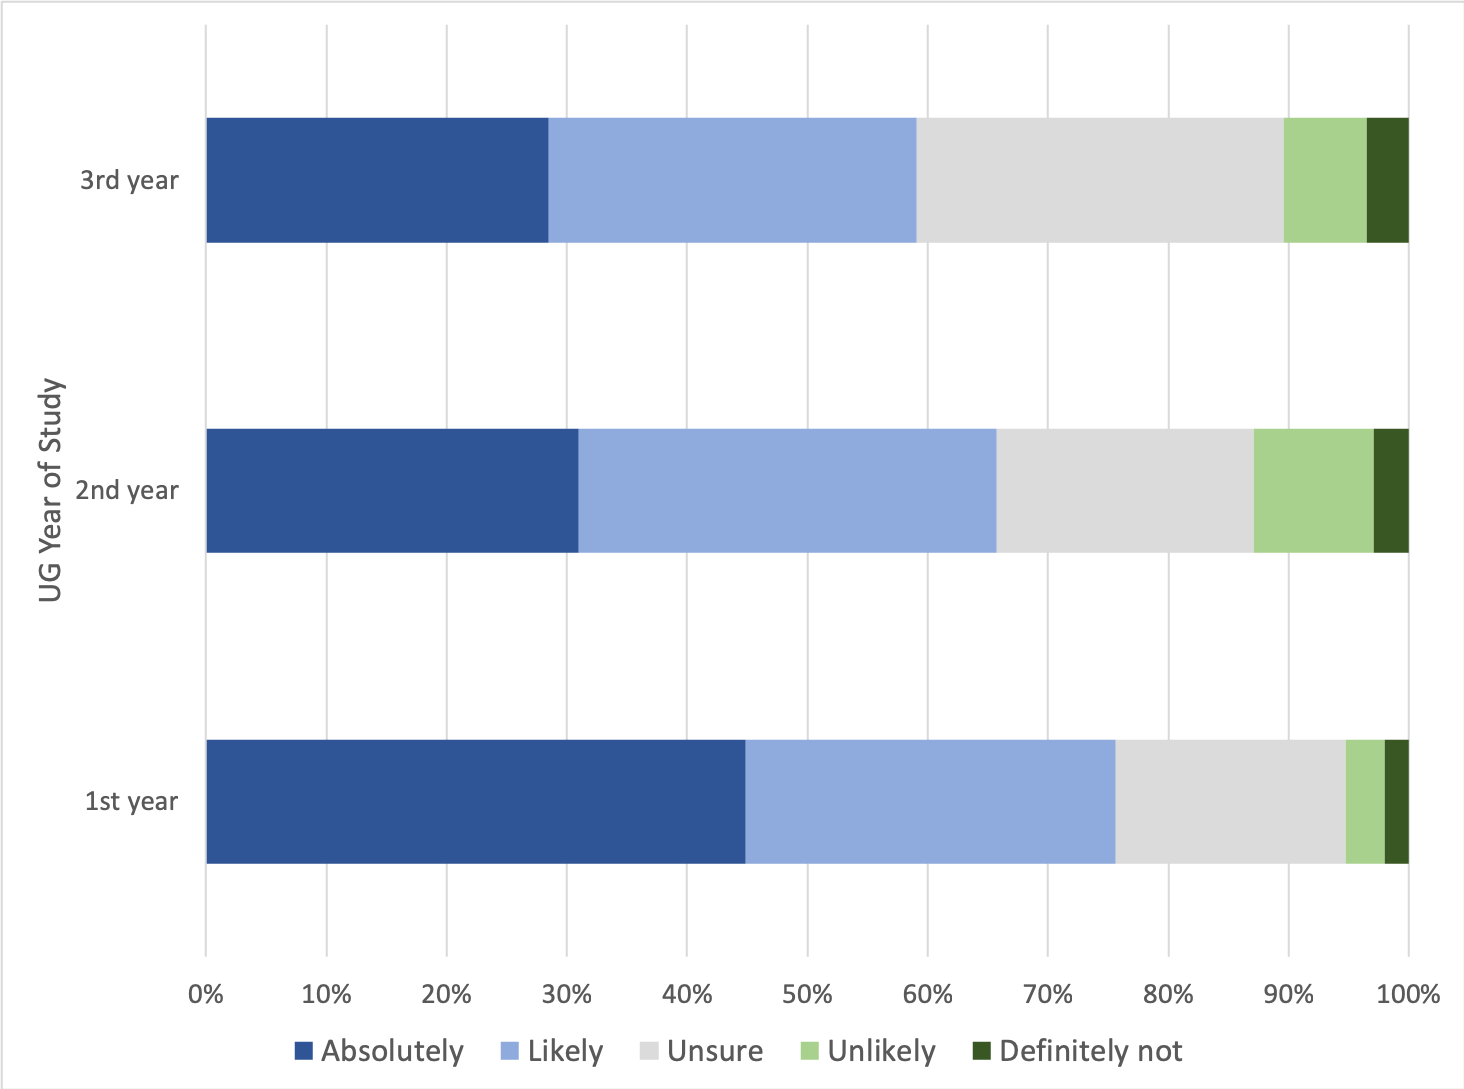 3rd year
2nd year
1st year
UG Year of Study
0% 10% 20% 30% 40% 50% 60% 70% 80% 90% 100%
Absolutely Likely Unsure Unlikely Definitely not